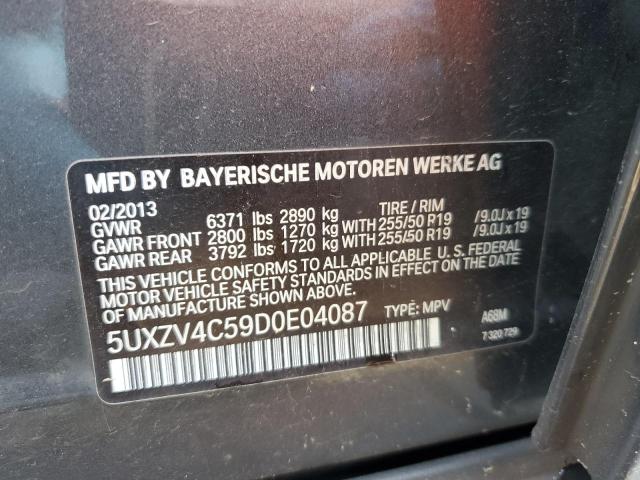 MFD BY BAYERISCHE MOTOREN WERKE AG
02/2013 TIRE / RIM
GVWR 6371 lbs 2890 kg
GAWR FRONT 2800 lbs 1270 kg WITH 255/50 R19 /9.0J x 19
GAWR REAR 3792 lbs 1720 kg WITH 255/50 R19 /9.0J x 19
THIS VEHICLE CONFORMS TO ALL APPLICABLE U.S. FEDERAL
MOTOR VEHICLE SAFETY STANDARDS IN EFFECT ON THE DATE
OF MANUFACTURE SHOWN ABOVE.
5UXZV4C59D0E04087 TYPE: MPV A68M
7 320 729